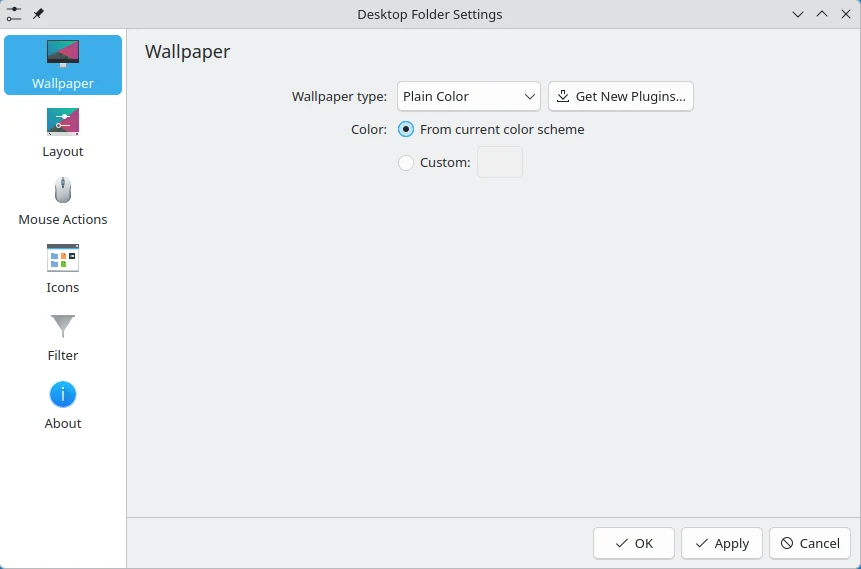 Desktop Folder Settings
Wallpaper
Layout
Mouse Actions
Icons
Filter
About
Wallpaper
Wallpaper type: Plain Color Get New Plugins...
Color: From current color scheme
Custom:
OK Apply Cancel